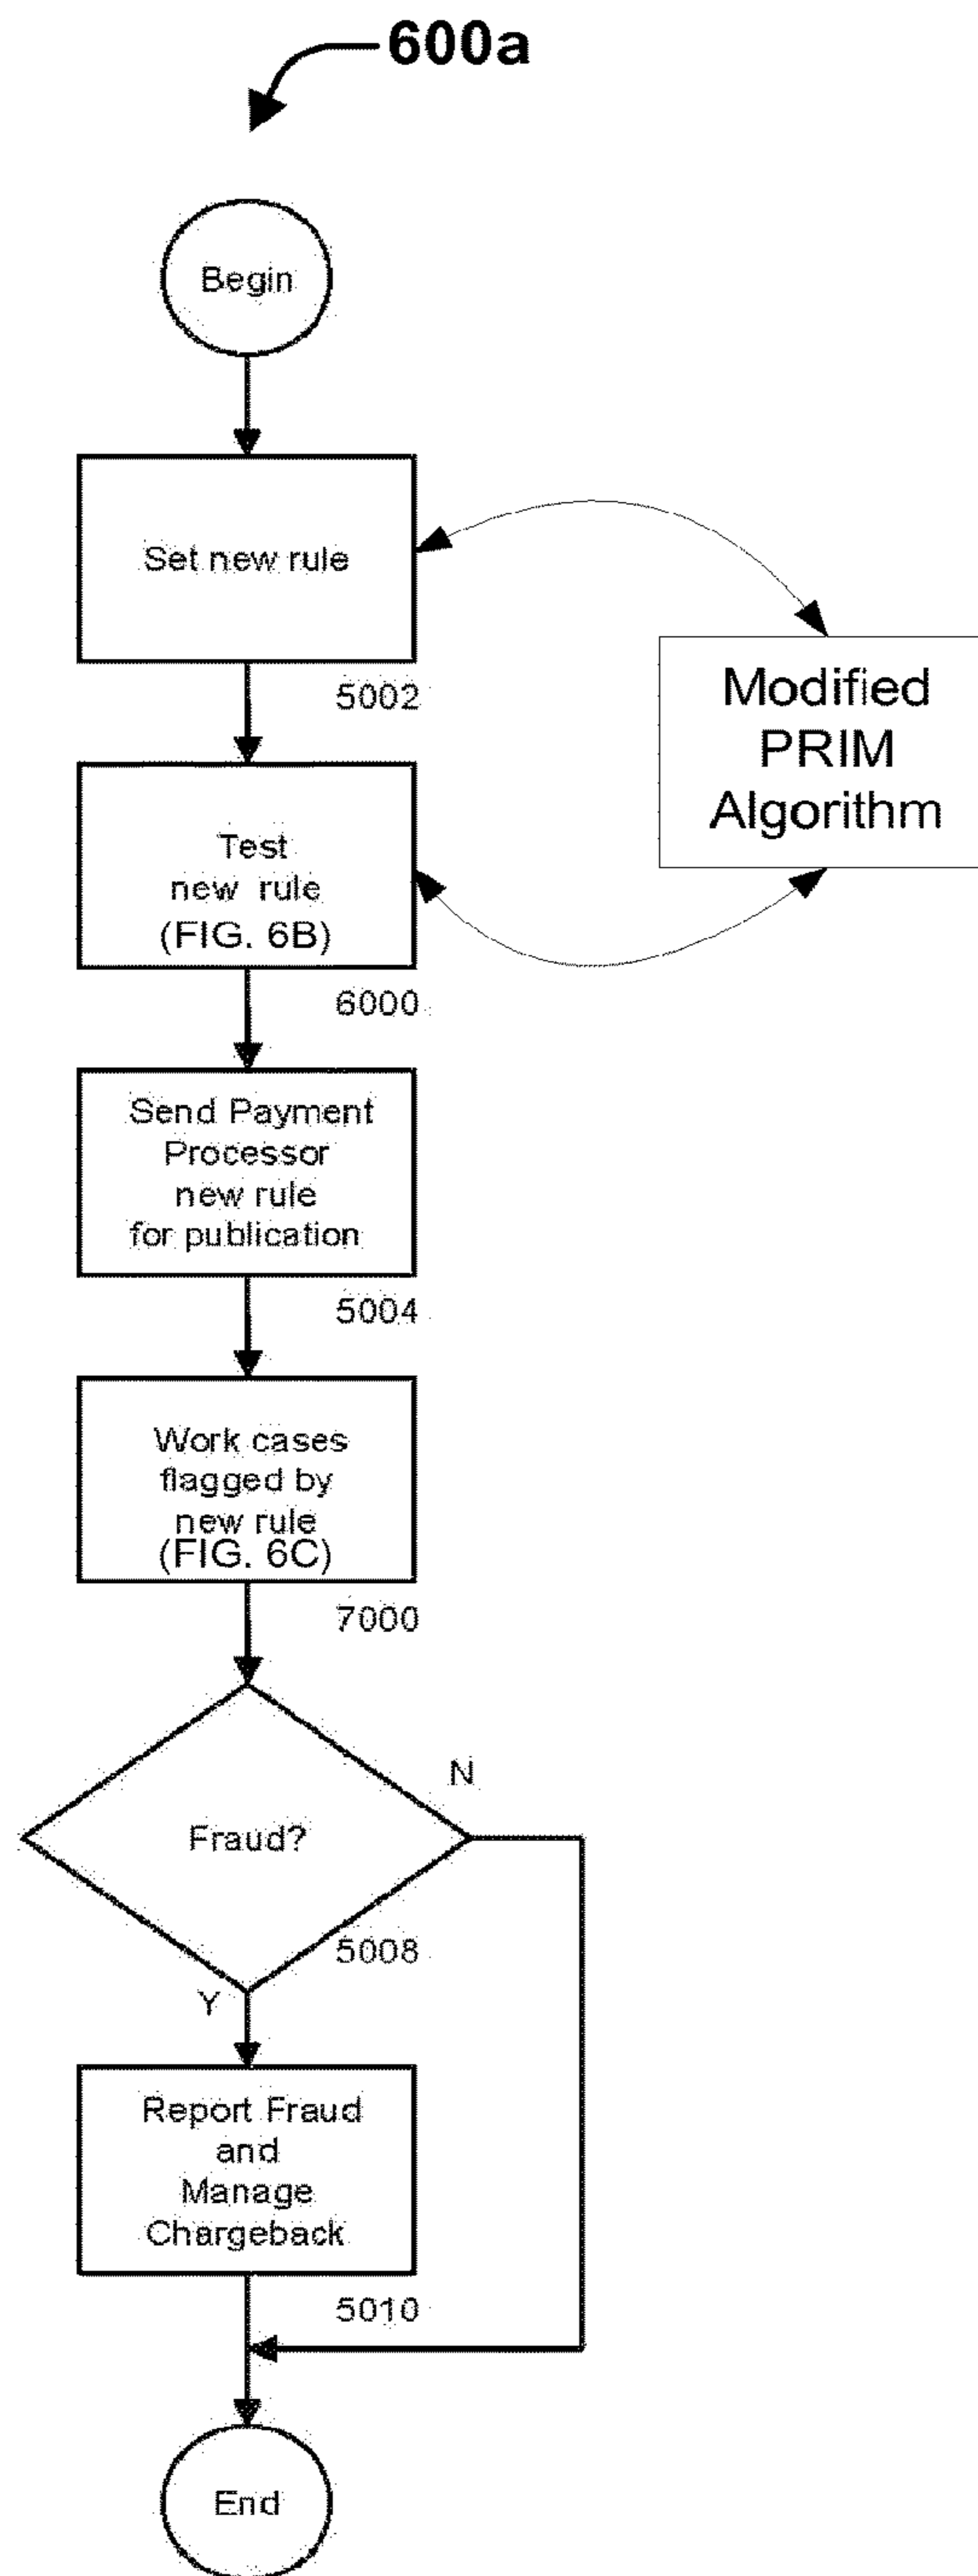 600a
Begin
Set new rule
5002
Modified
PRIM
Algorithm
Test
new rule
(FIG. 6B)
6000
Send Payment
Processor
new rule
for publication
5004
Work cases
flagged by
new rule
(FIG. 6C)
7000
N
Fraud?
5008
Y
Report Fraud
and
Manage
Chargeback
5010
End